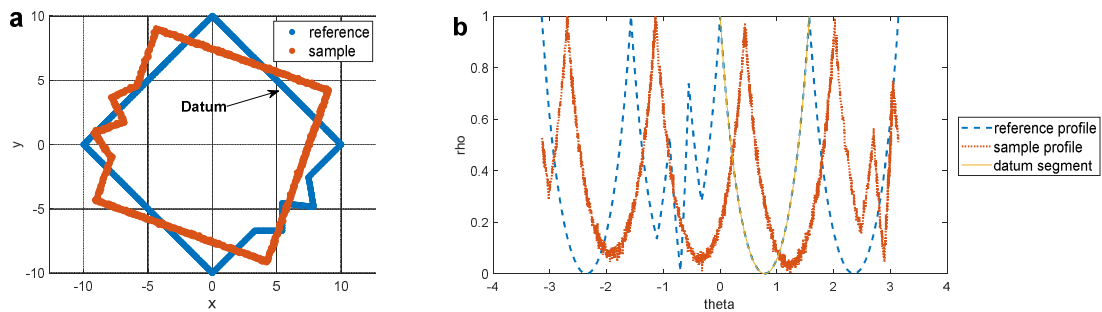 a
10
5
0
-5
-10
y
-10
-5
0
5
10
x
reference
sample
Datum
b
1
0.8
0.6
0.4
0.2
0
rho
-4
-3
-2
-1
0
1
2
3
4
theta
reference profile
sample profile
datum segment